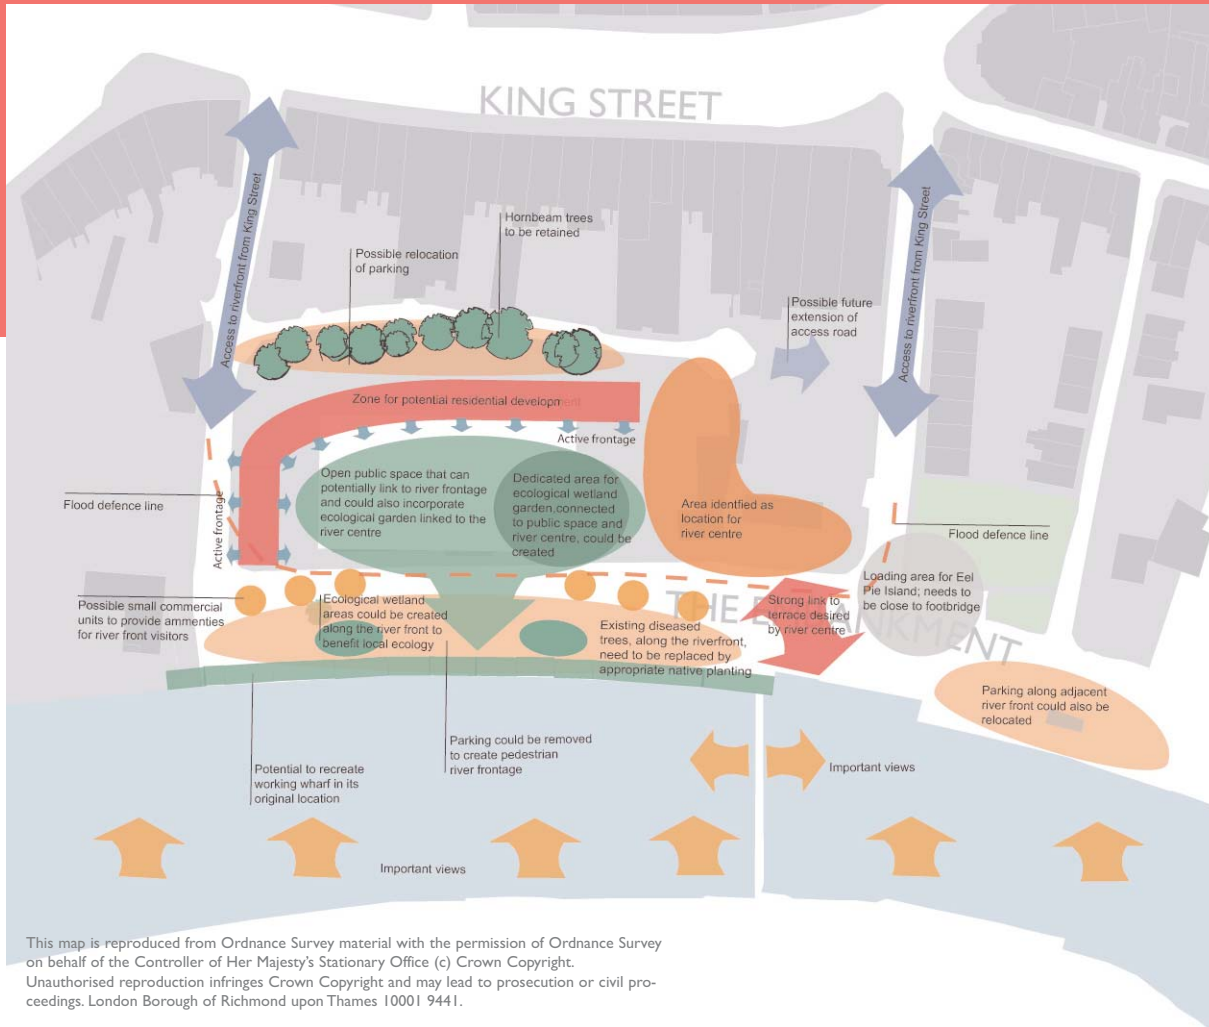 KING STREET
Access to riverfront from King Street
Hornbeam trees
to be retained
Possible relocation
of parking
Possible future
extension of
access road
Access to riverfront from King Street
Zone for potential residential development
Active frontage
Open public space that can
potentially link to river frontage
and could also incorporate
ecological garden linked to the
river centre
Dedicated area for
ecological wetland
garden,connected
to public space and
river centre, could be
created
Area identfied as
location for
river centre
Flood defence line
Active frontage
Flood defence line
Possible small commercial
units to provide ammenties
for river front visitors
Ecological wetland
areas could be created
along the river front to
benefit local ecology
Existing diseased
trees, along the riverfront,
need to be replaced by
appropriate native planting
THE EMBANKMENT
Strong link to
terrace desired
by river centre
Loading area for Eel
Pie Island; needs to
be close to footbridge
Parking along adjacent
river front could also be
relocated
Potential to recreate
working wharf in its
original location
Parking could be removed
to create pedestrian
river frontage
Important views
Important views
This map is reproduced from Ordnance Survey material with the permission of Ordnance Survey
on behalf of the Controller of Her Majesty's Stationary Office (c) Crown Copyright.
Unauthorised reproduction infringes Crown Copyright and may lead to prosecution or civil pro-
ceedings. London Borough of Richmond upon Thames 10001 9441.